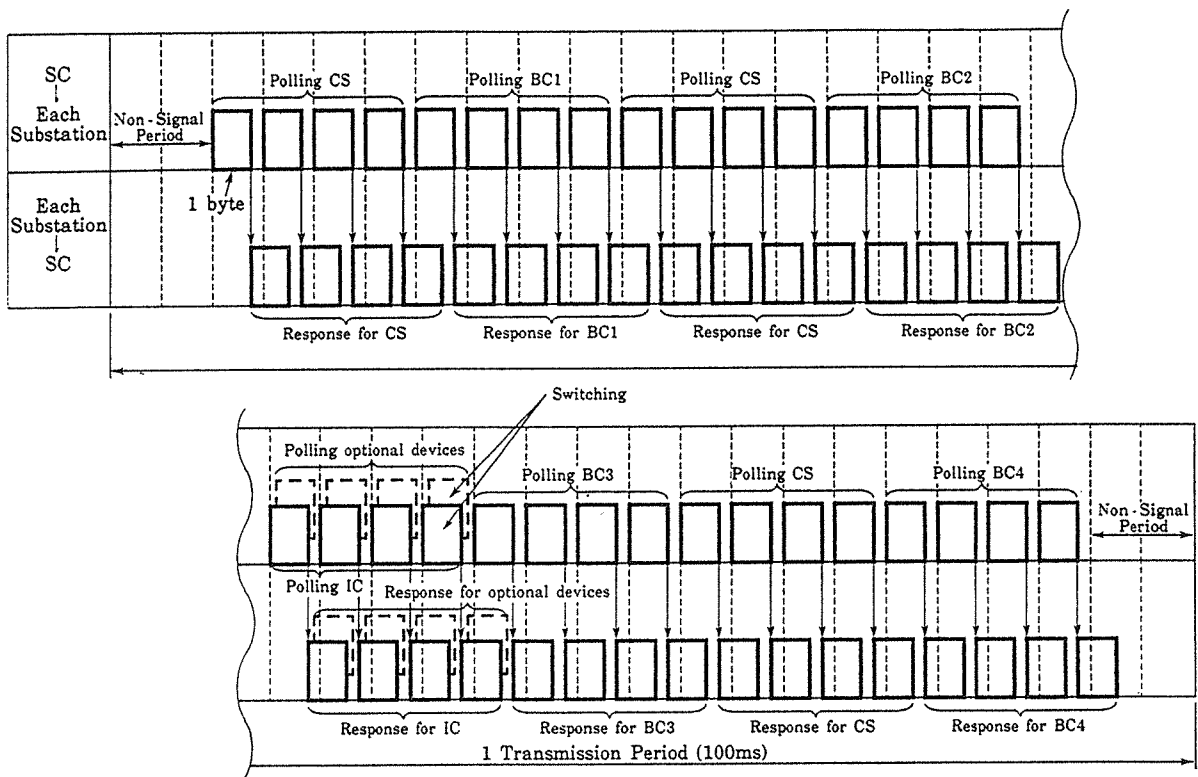 SC
Each
Substation
Polling CS
Polling BC1
Polling CS
Polling BC2
Non-Signal
Period
1 byte
Each
Substation
SC
Response for CS
Response for BC1
Response for CS
Response for BC2
Switching
Polling optional devices
Polling BC3
Polling CS
Polling BC4
Non-Signal
Period
Polling IC
Response for optional devices
Response for IC
Response for BC3
Response for CS
Response for BC4
1 Transmission Period (100ms)